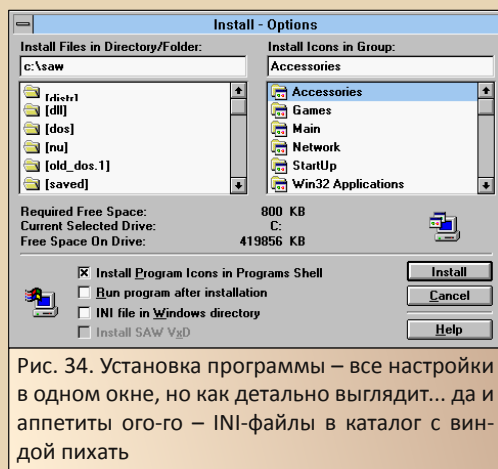 Install - Options
Install Files in Directory/Folder:
Install Icons in Group:
c:\saw
Accessories
[distr]
[dll]
[dos]
[nu]
[old_dos.1]
[saved]
Accessories
Games
Main
Network
StartUp
Win32 Applications
Required Free Space: 800 KB
Current Selected Drive: C:
Free Space On Drive: 419856 KB
Install Program Icons in Programs Shell
Run program after installation
INI file in Windows directory
Install SAW VxD
Install
Cancel
Help
Рис. 34. Установка программы – все настройки
в одном окне, но как детально выглядит... да и
аппетиты ого-го – INI-файлы в каталог с вин-
дой пихать